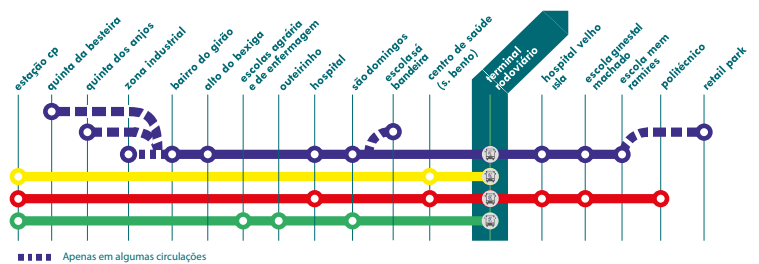 estação cp
quinta da besteira
quinta dos anjos
zona industrial
bairro do girão
alto do bexiga
escolas agrária
e de enfermagem
outeirinho
hospital
são domingos
escola sá
bandeira
centro de saúde
(s. bento)
terminal
rodoviário
hospital velho
Isla
escola ginestal
machado
escola mem
ramires
politécnico
retail park
Apenas em algumas circulações